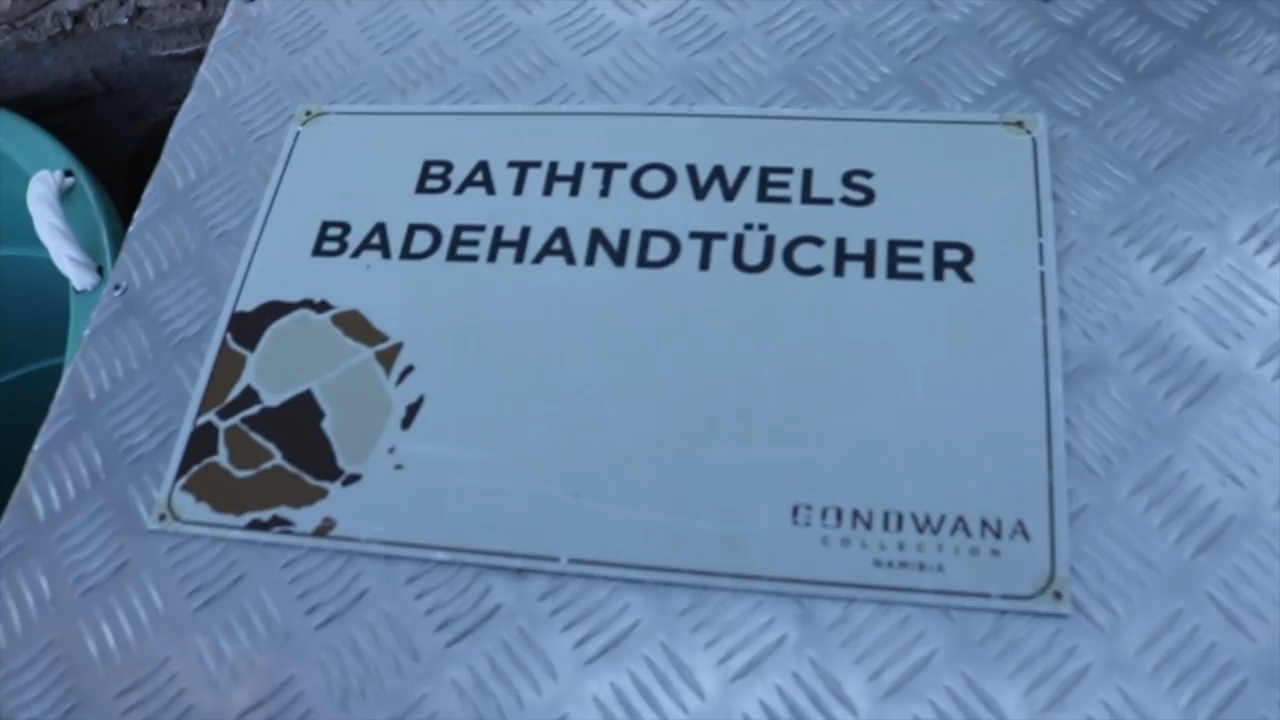 BATHTOWELS
BADEHANDTÜCHER
GONDWANA
COLLECTION
NAMIBIA